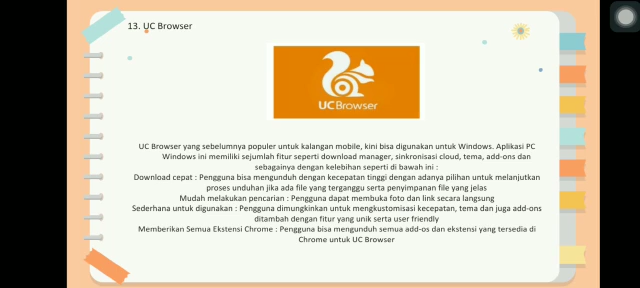 13. UC Browser
UC Browser
UC Browser yang sebelumnya populer untuk kalangan mobile, kini bisa digunakan untuk Windows. Aplikasi PC
Windows ini memiliki sejumlah fitur seperti download manager, sinkronisasi cloud, tema, add-ons dan
sebagainya dengan kelebihan seperti di bawah ini :
Download cepat : Pengguna bisa mengunduh dengan kecepatan tinggi dengan adanya pilihan untuk melanjutkan
proses unduhan jika ada file yang terganggu serta penyimpanan file yang jelas
Mudah melakukan pencarian : Pengguna dapat membuka foto dan link secara langsung
Sederhana untuk digunakan : Pengguna dimungkinkan untuk mengkustomisasi kecepatan, tema dan juga add-ons
ditambah dengan fitur yang unik serta user friendly
Memberikan Semua Ekstensi Chrome : Pengguna bisa mengunduh semua add-os dan ekstensi yang tersedia di
Chrome untuk UC Browser